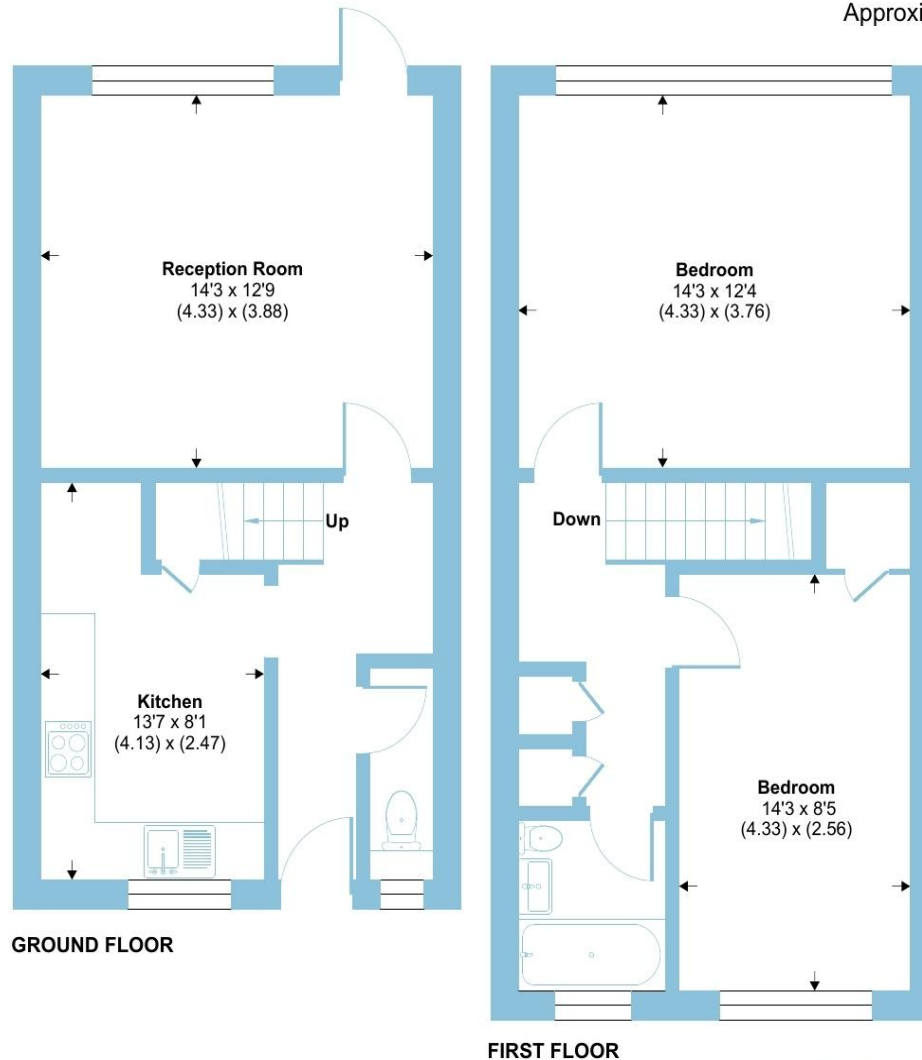 Approxi
Reception Room
14'3 x 12'9
(4.33) x (3.88)
Bedroom
14'3 x 12'4
(4.33) x (3.76)
Up
Down
Kitchen
13'7 x 8'1
(4.13) x (2.47)
Bedroom
14'3 x 8'5
(4.33) x (2.56)
GROUND FLOOR
FIRST FLOOR